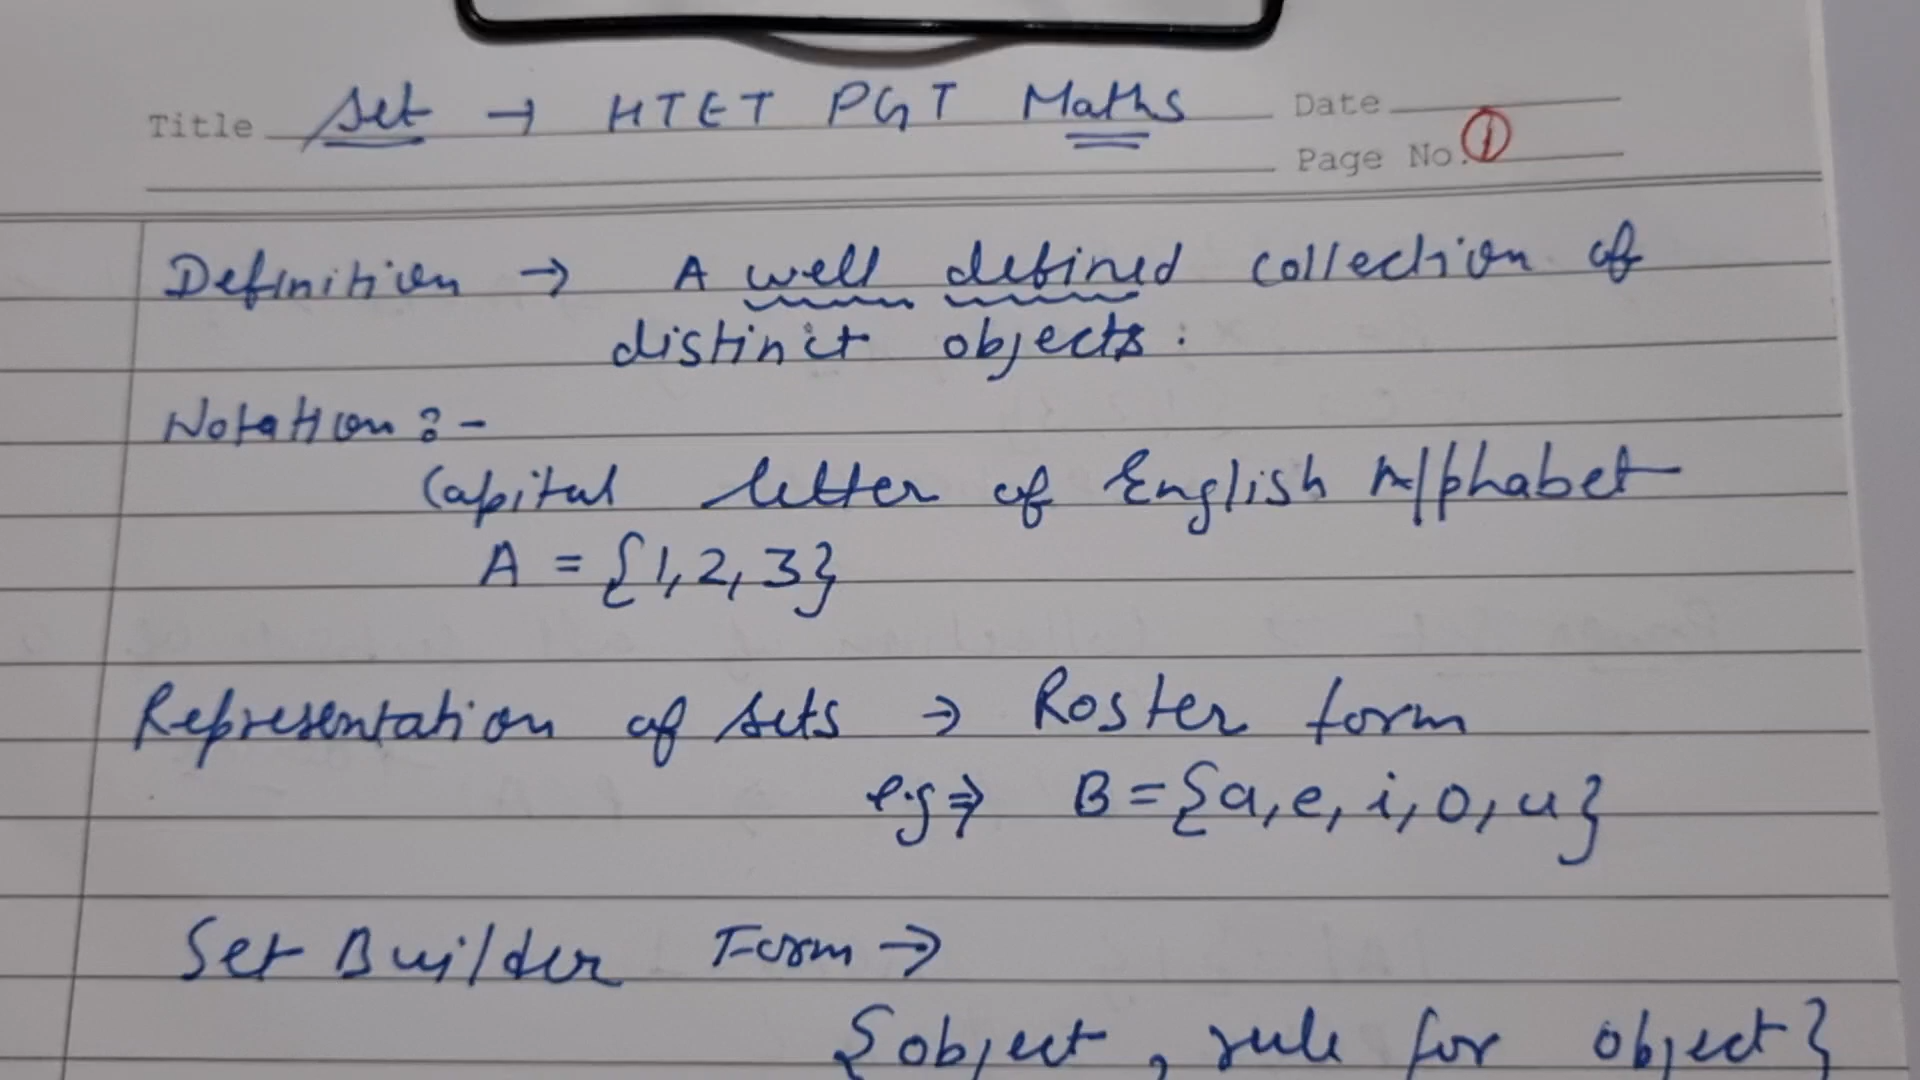 Title Set → HTET PGT Maths Date
Page No. 1
Definition → A well defined collection of
distinct objects.
Notation :-
Capital letter of English Alphabet
A = {1, 2, 3}
Representation of sets → Roster form
e.g ⇒ B = {a, e, i, o, u}
Set Builder Form →
{object, rule for object}